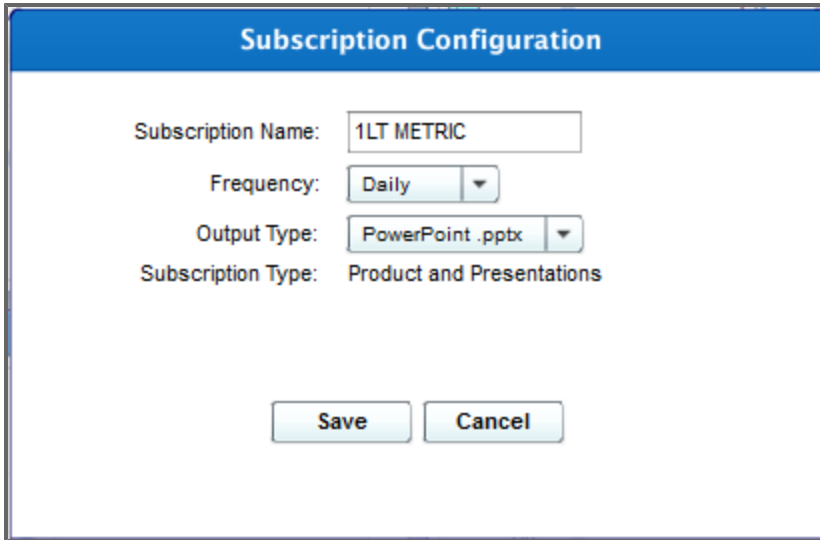 Subscription Configuration
Subscription Name: 1LT METRIC
Frequency: Daily
Output Type: PowerPoint .pptx
Subscription Type: Product and Presentations
Save Cancel